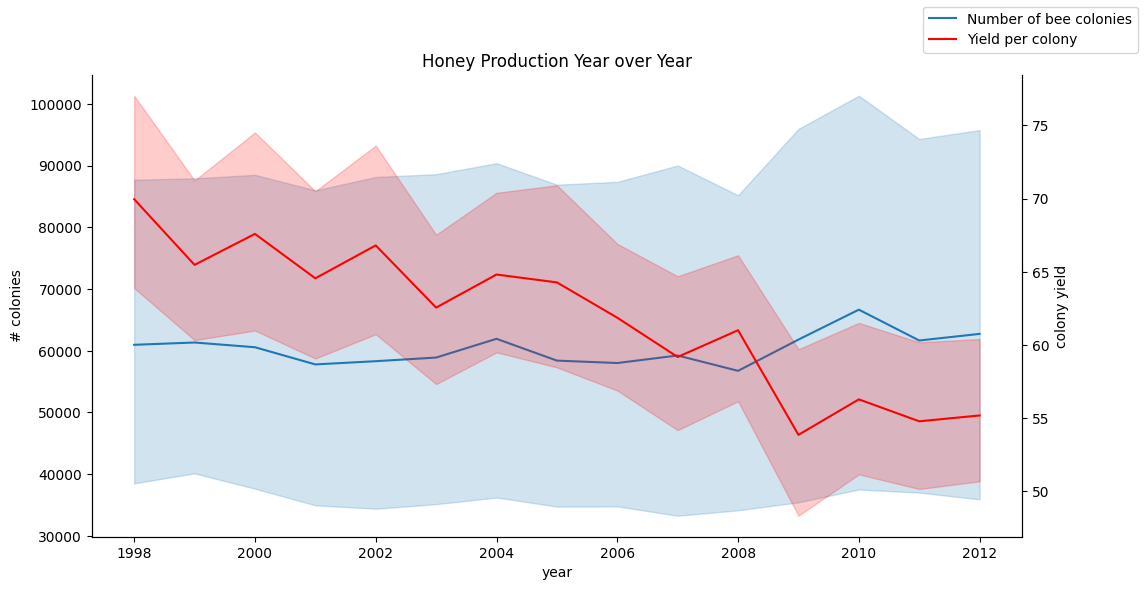 Number of bee colonies
Yield per colony
Honey Production Year over Year
100000
90000
80000
70000
60000
50000
40000
30000
# colonies
75
70
65
60
55
50
colony yield
1998 2000 2002 2004 2006 2008 2010 2012
year